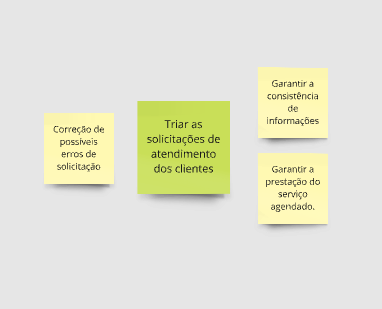 Correção de
possíveis
erros de
solicitação
Triar as
solicitações de
atendimento
dos clientes
Garantir a
consistência
de
informações
Garantir a
prestação do
serviço
agendado.